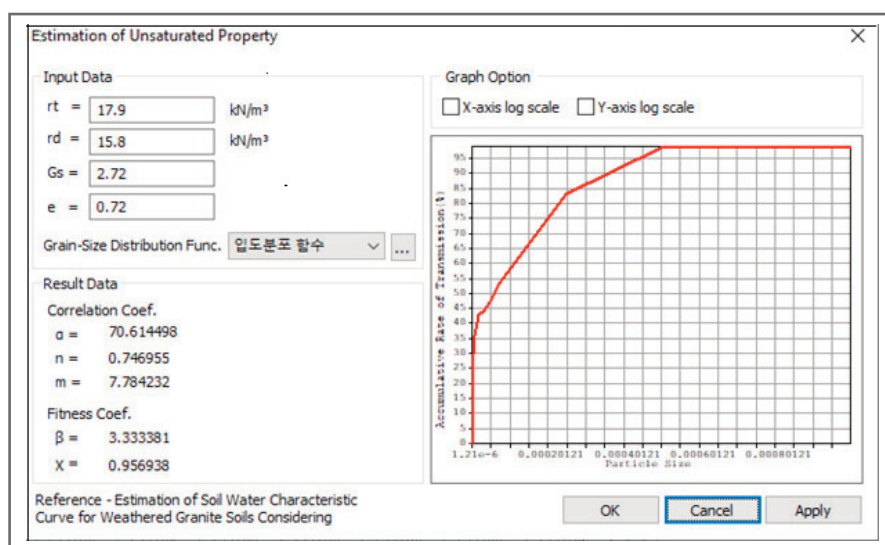 Estimation of Unsaturated Property
Input Data
rt = 17.9 kN/m³
rd = 15.8 kN/m³
Gs = 2.72
e = 0.72
Grain-Size Distribution Func. 입도분포 함수 ...
Result Data
Correlation Coef.
α = 70.614498
n = 0.746955
m = 7.784232
Fitness Coef.
β = 3.333381
X = 0.956938
Reference - Estimation of Soil Water Characteristic
Curve for Weathered Granite Soils Considering
Graph Option
X-axis log scale Y-axis log scale
Accumulative Rate of Transmission(%)
95
90
85
80
75
70
65
60
55
50
45
40
35
30
25
20
15
10
5
0
1.21e-6 0.00020121 0.00040121 0.00060121 0.00080121
Particle Size
OK Cancel Apply